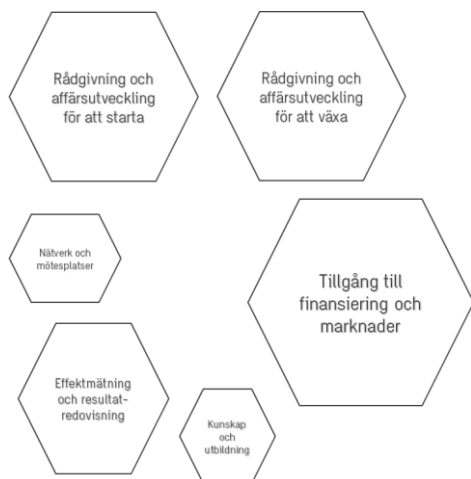 Rådgivning och
affärsutveckling
för att starta
Rådgivning och
affärsutveckling
för att växa
Nätverk och
mötesplatser
Tillgång till
finansiering och
marknader
Effektmätning
och resultat-
redovisning
Kunskap
och
utbildning